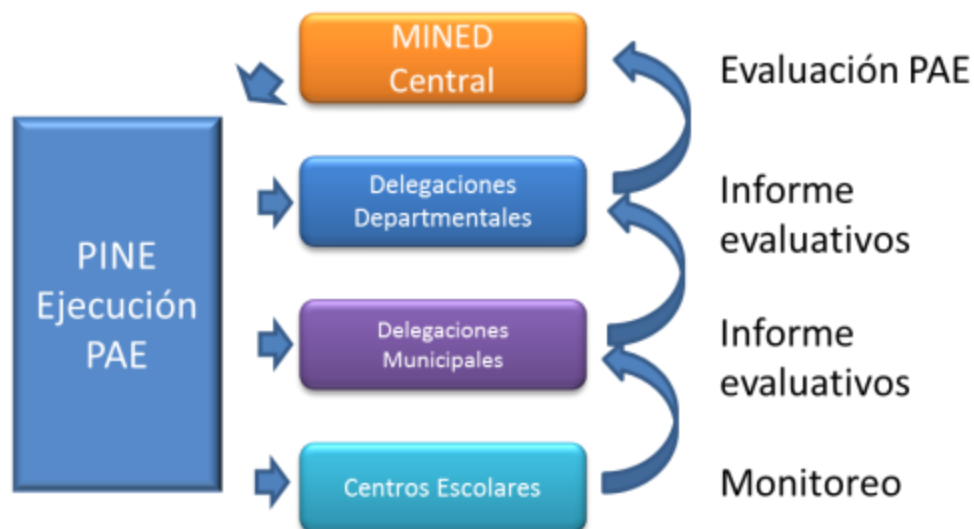 MINED
Central
Evaluación PAE
PINE
Ejecución
PAE
Delegaciones
Departmentales
Informe
evaluativos
Delegaciones
Municipales
Informe
evaluativos
Centros Escolares
Monitoreo